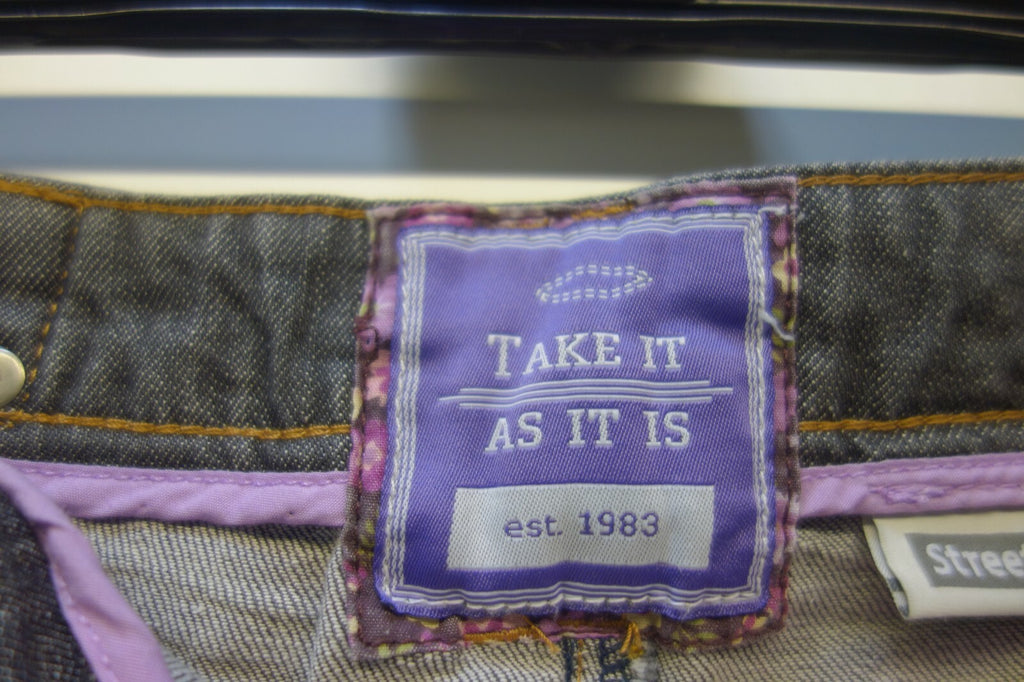 TAKE IT
AS IT IS
est. 1983
Street